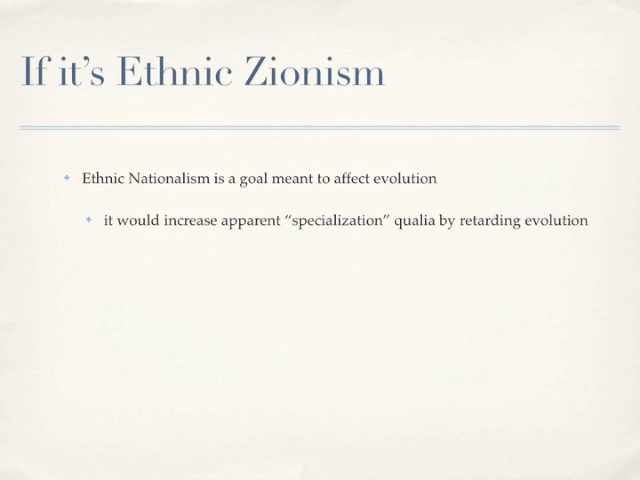 If it’s Ethnic Zionism
Ethnic Nationalism is a goal meant to affect evolution
it would increase apparent “specialization” qualia by retarding evolution